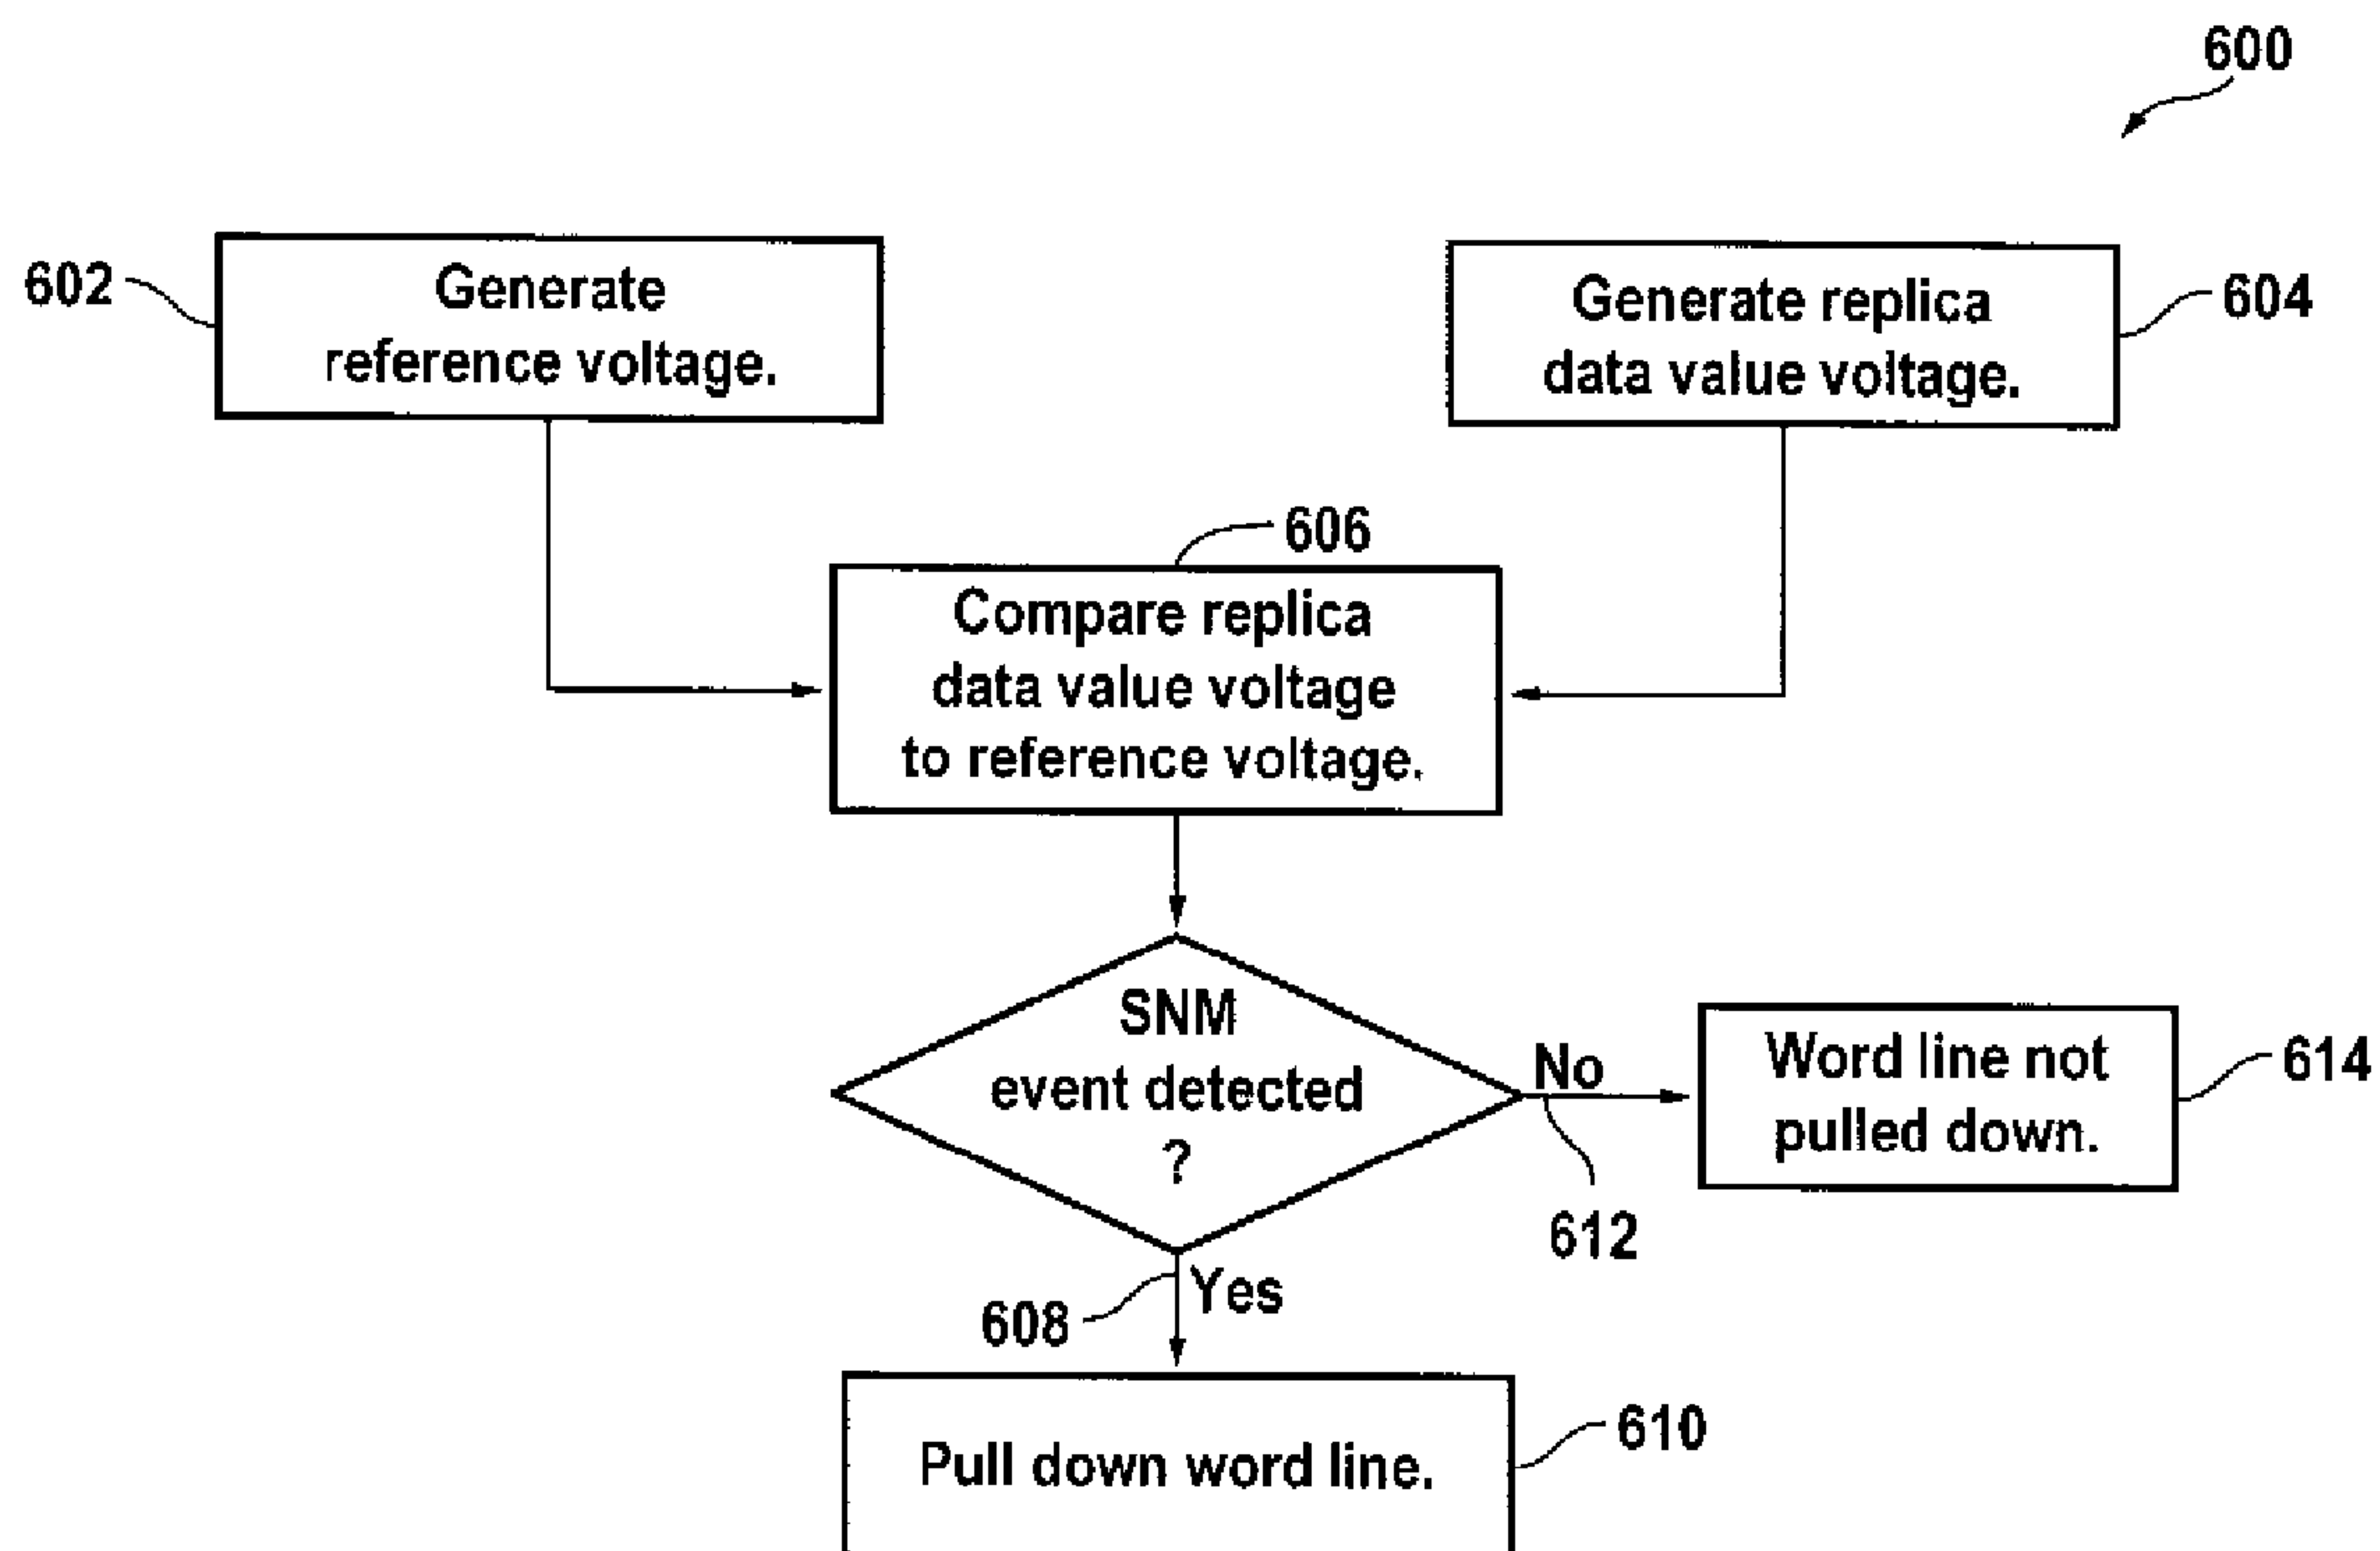 600
602
Generate
reference voltage.
Generate replica
data value voltage.
604
606
Compare replica
data value voltage
to reference voltage.
SNM
event detected
?
No
612
Word line not
pulled down.
614
608
Yes
Pull down word line.
610